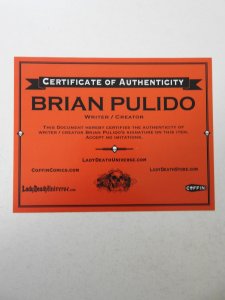 CERTIFICATE OF AUTHENTICITY
BRIAN PULIDO
WRITER / CREATOR
THIS DOCUMENT HEREBY CERTIFIES THE AUTHENTICITY OF
WRITER / CREATOR BRIAN PULIDO'S SIGNATURE ON THIS ITEM.
ACCEPT NO IMITATIONS.
LADYDEATHUNIVERSE.COM
COFFINCOMICS.COM
LADYDEATHSTORE.COM
LadyDeathUniverse.com
COFFIN